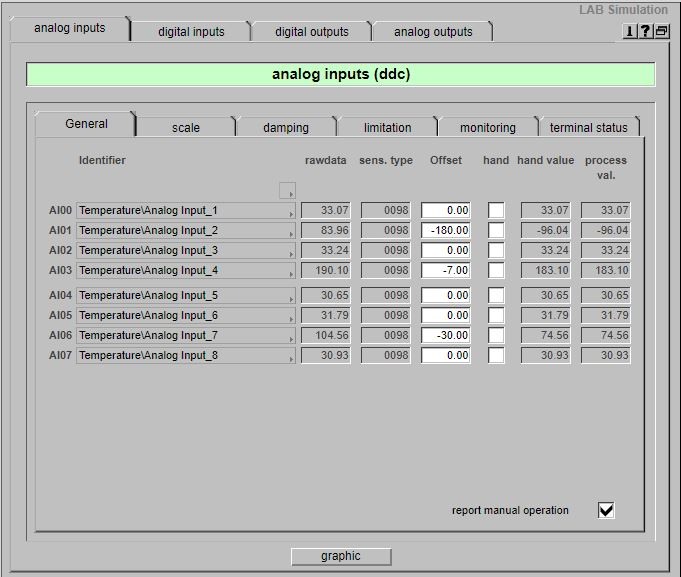 LAB Simulation
analog inputs digital inputs digital outputs analog outputs
analog inputs (ddc)
General scale damping limitation monitoring terminal status
Identifier rawdata sens. type Offset hand hand value process
val.
AI00 Temperature\Analog Input_1 33.07 0098 0.00 33.07 33.07
AI01 Temperature\Analog Input_2 83.96 0098 -180.00 -96.04 -96.04
AI02 Temperature\Analog Input_3 33.24 0098 0.00 33.24 33.24
AI03 Temperature\Analog Input_4 190.10 0098 -7.00 183.10 183.10
AI04 Temperature\Analog Input_5 30.65 0098 0.00 30.65 30.65
AI05 Temperature\Analog Input_6 31.79 0098 0.00 31.79 31.79
AI06 Temperature\Analog Input_7 104.56 0098 -30.00 74.56 74.56
AI07 Temperature\Analog Input_8 30.93 0098 0.00 30.93 30.93
report manual operation
graphic